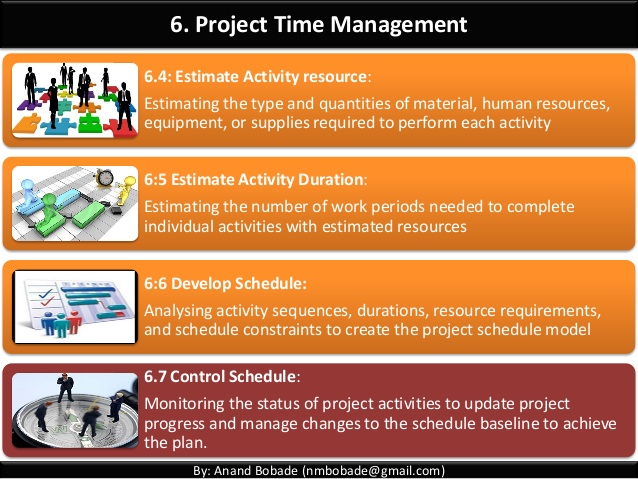 6. Project Time Management
6.4: Estimate Activity resource:
Estimating the type and quantities of material, human resources,
equipment, or supplies required to perform each activity
6:5 Estimate Activity Duration:
Estimating the number of work periods needed to complete
individual activities with estimated resources
6:6 Develop Schedule:
Analysing activity sequences, durations, resource requirements,
and schedule constraints to create the project schedule model
6.7 Control Schedule:
Monitoring the status of project activities to update project
progress and manage changes to the schedule baseline to achieve
the plan.
By: Anand Bobade (nmbobade@gmail.com)